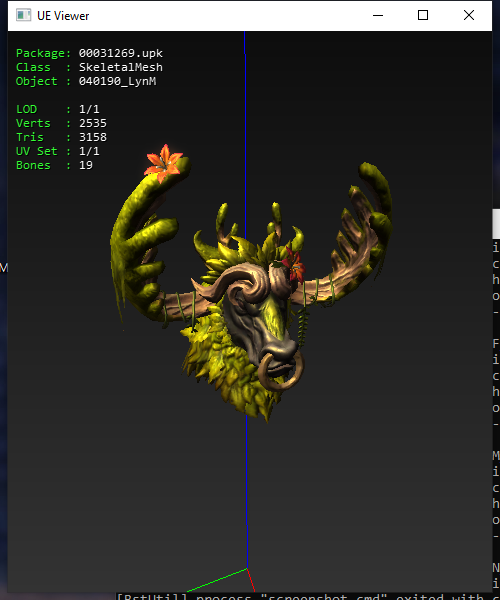 UE Viewer
Package: 00031269.upk
Class : SkeletalMesh
Object : 040190_LynM
LOD : 1/1
Verts : 2535
Tris : 3158
UV Set : 1/1
Bones : 19
M
i
c
h
o
-
F
i
c
h
o
-
M
i
c
h
o
-
N
i
[BstUtil] process "screenshot.cmd" exited with c